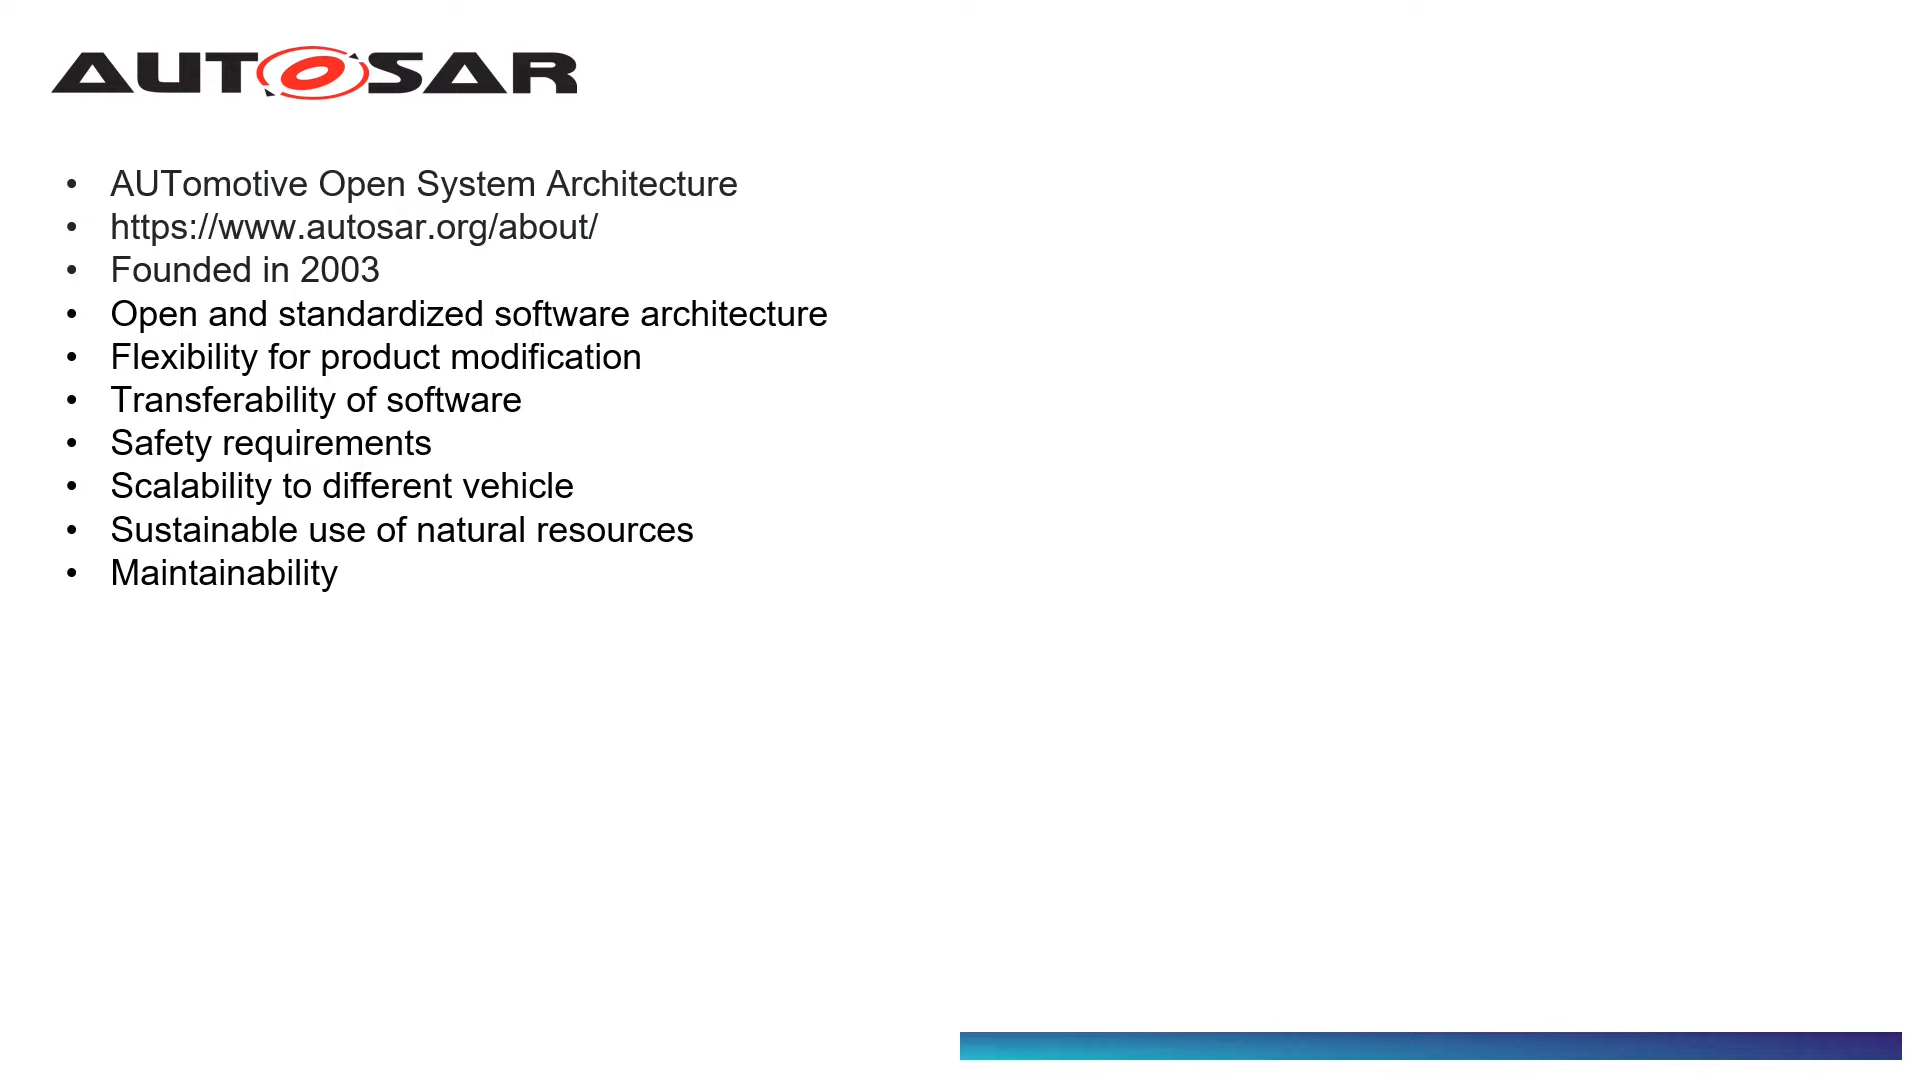 AUTOSAR
• AUTomotive Open System Architecture
• https://www.autosar.org/about/
• Founded in 2003
• Open and standardized software architecture
• Flexibility for product modification
• Transferability of software
• Safety requirements
• Scalability to different vehicle
• Sustainable use of natural resources
• Maintainability